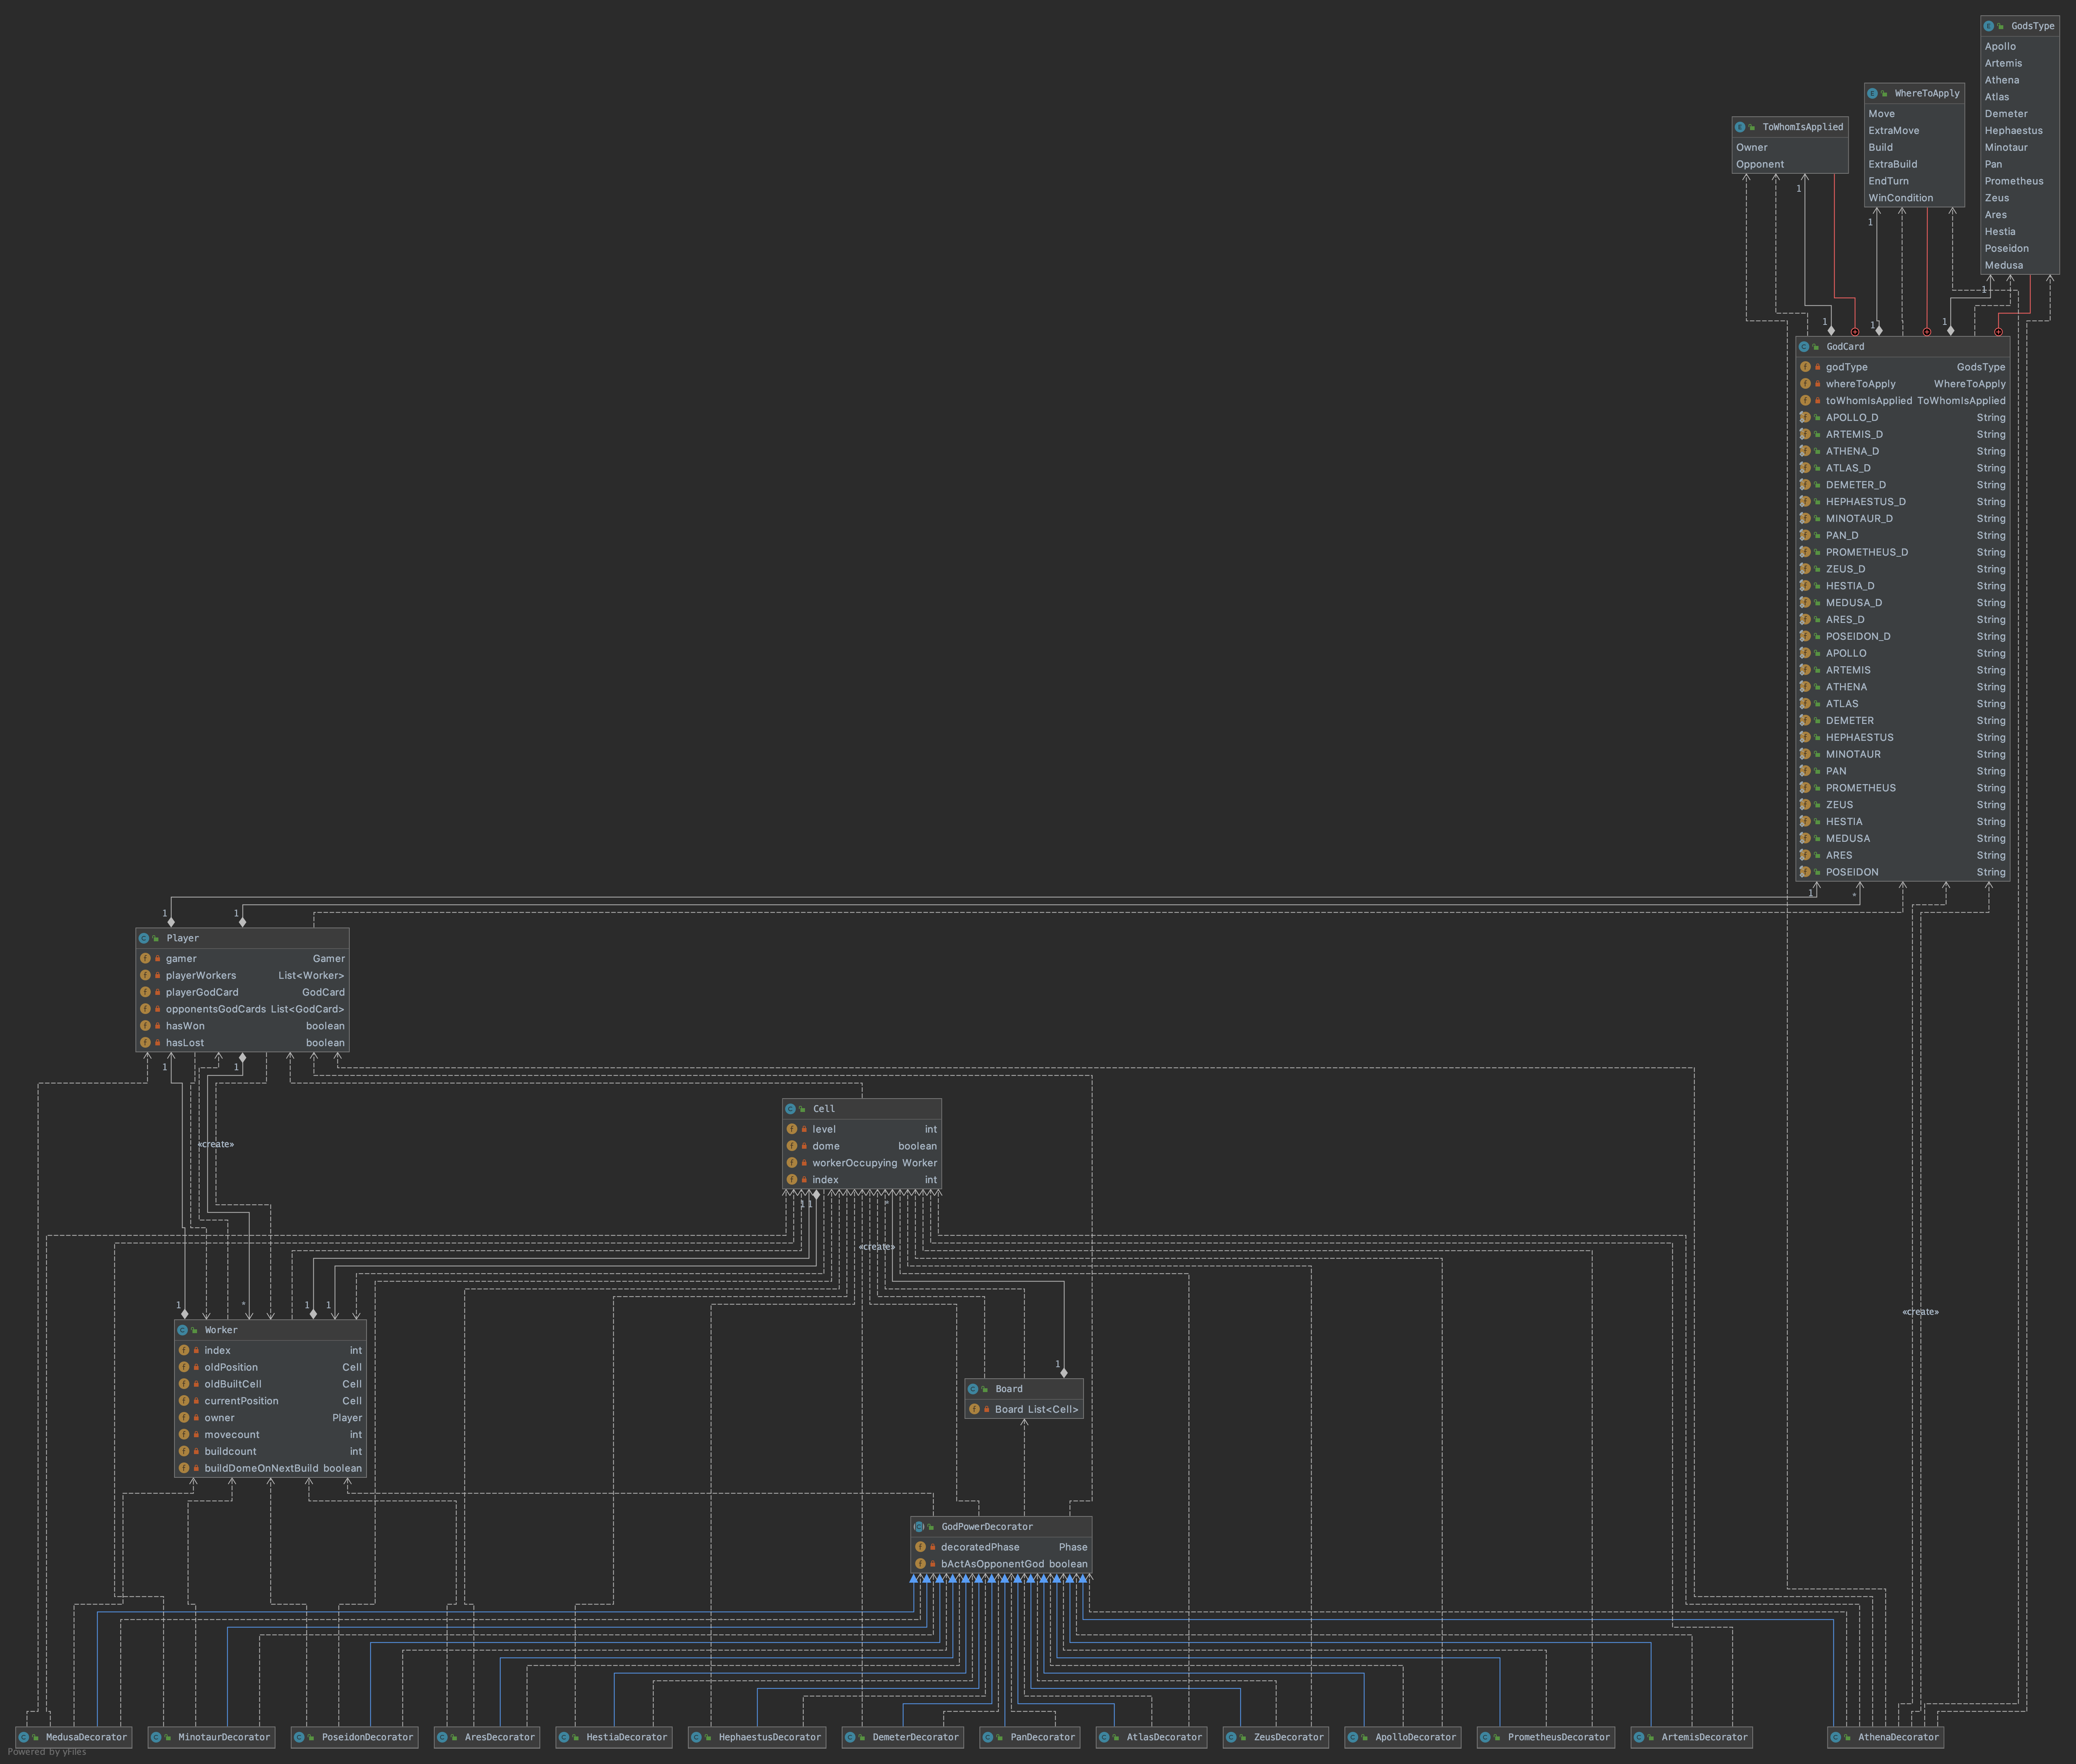 GodsType
Apollo
Artemis
Athena
Atlas
Demeter
Hephaestus
Minotaur
Pan
Prometheus
Zeus
Ares
Hestia
Poseidon
Medusa
WhereToApply
Move
ExtraMove
Build
ExtraBuild
EndTurn
WinCondition
ToWhomIsApplied
Owner
Opponent
1
1
1
1
1
1
GodCard
godType GodsType
whereToApply WhereToApply
toWhomIsApplied ToWhomIsApplied
APOLLO_D String
ARTEMIS_D String
ATHENA_D String
ATLAS_D String
DEMETER_D String
HEPHAESTUS_D String
MINOTAUR_D String
PAN_D String
PROMETHEUS_D String
ZEUS_D String
HESTIA_D String
MEDUSA_D String
ARES_D String
POSEIDON_D String
APOLLO String
ARTEMIS String
ATHENA String
ATLAS String
DEMETER String
HEPHAESTUS String
MINOTAUR String
PAN String
PROMETHEUS String
ZEUS String
HESTIA String
MEDUSA String
ARES String
POSEIDON String
1 *
1 1
Player
gamer Gamer
playerWorkers List<Worker>
playerGodCard GodCard
opponentsGodCards List<GodCard>
hasWon boolean
hasLost boolean
1 1
«create»
Cell
level int
dome boolean
workerOccupying Worker
index int
1 1 *
«create»
1 * 1 1
«create»
Worker
index int
oldPosition Cell
oldBuiltCell Cell
currentPosition Cell
owner Player
movecount int
buildcount int
buildDomeOnNextBuild boolean
1
Board
Board List<Cell>
GodPowerDecorator
decoratedPhase Phase
bActAsOpponentGod boolean
MedusaDecorator
MinotaurDecorator
PoseidonDecorator
AresDecorator
HestiaDecorator
HephaestusDecorator
DemeterDecorator
PanDecorator
AtlasDecorator
ZeusDecorator
ApolloDecorator
PrometheusDecorator
ArtemisDecorator
AthenaDecorator
Powered by yFiles